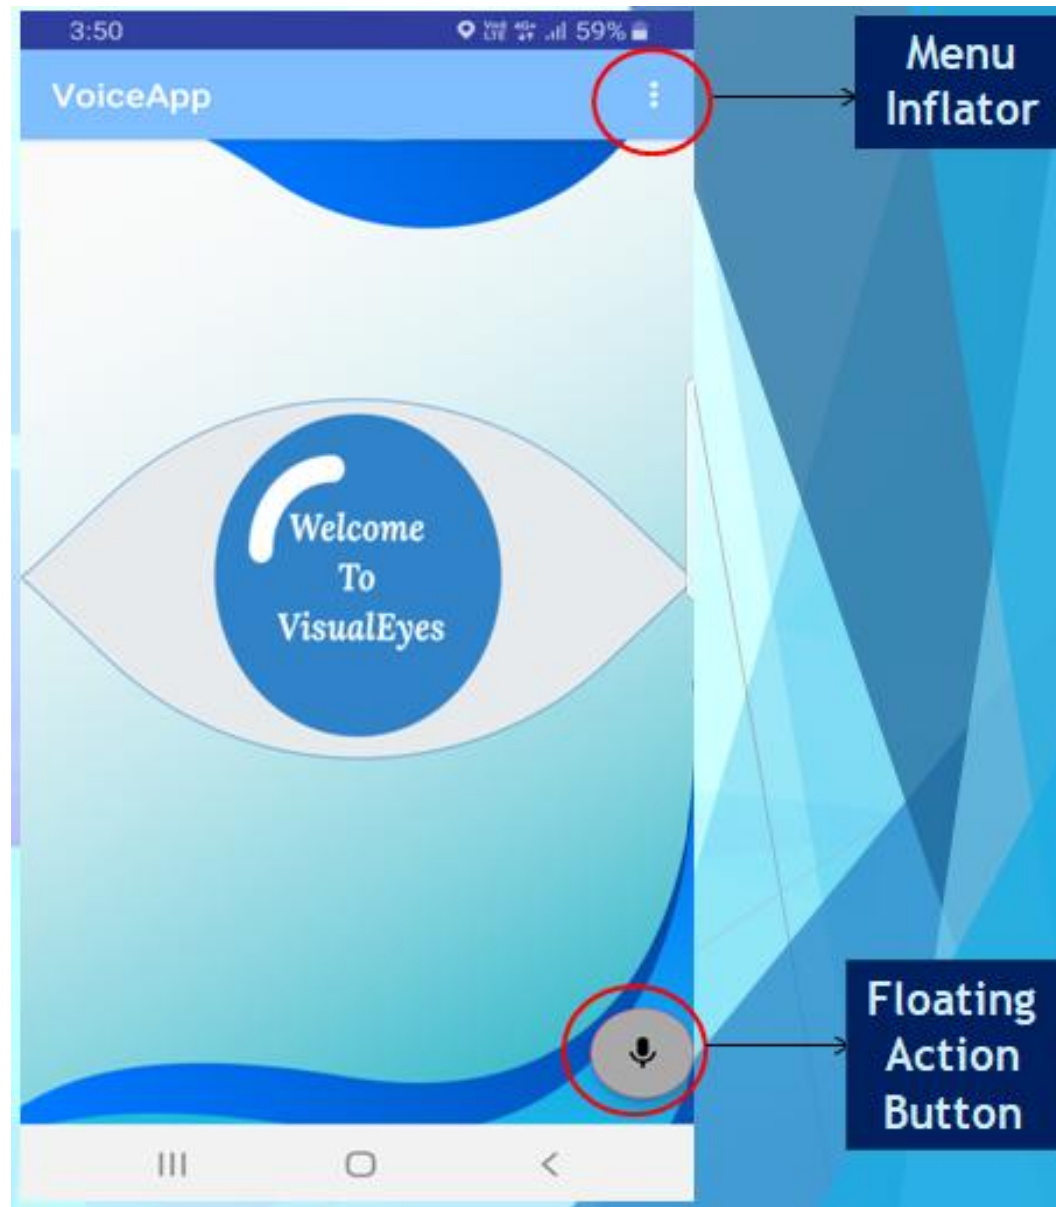 3:50
59%
VoiceApp
Menu
Inflator
Welcome
To
VisualEyes
Floating
Action
Button